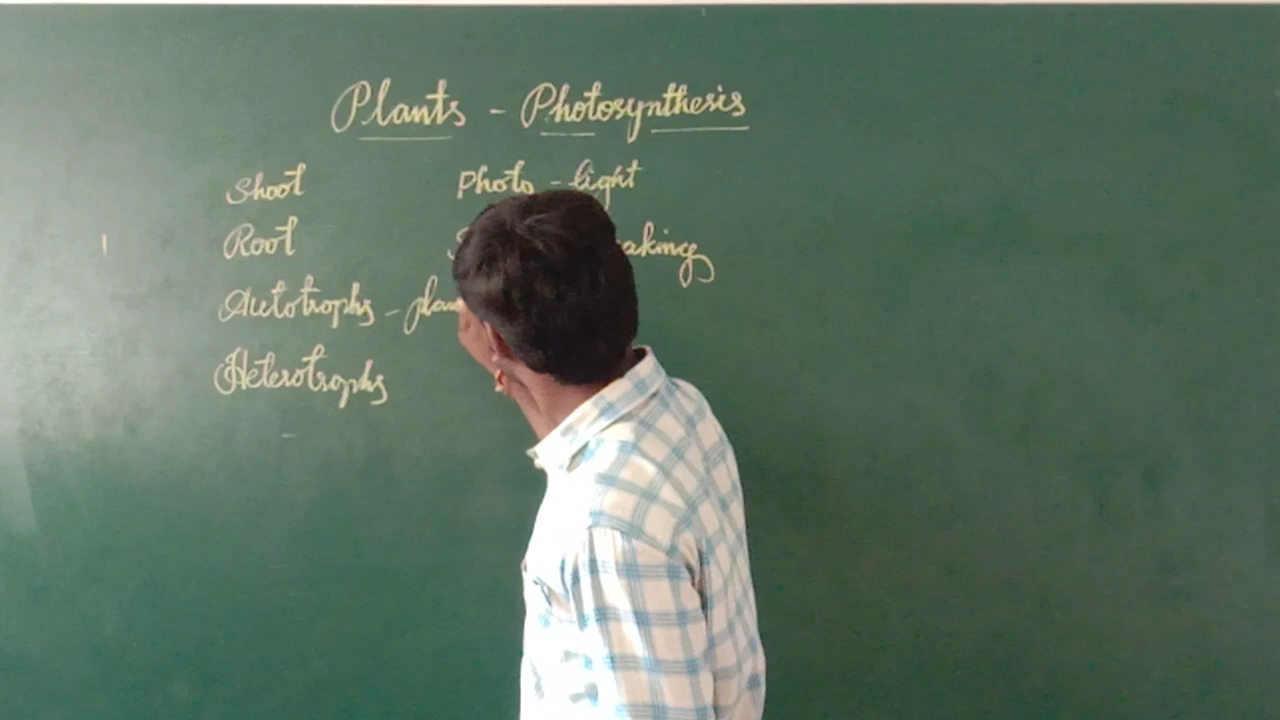 Plants - Photosynthesis
Shoot Photo - light
Root
Autotrophs -
Heterotrophs